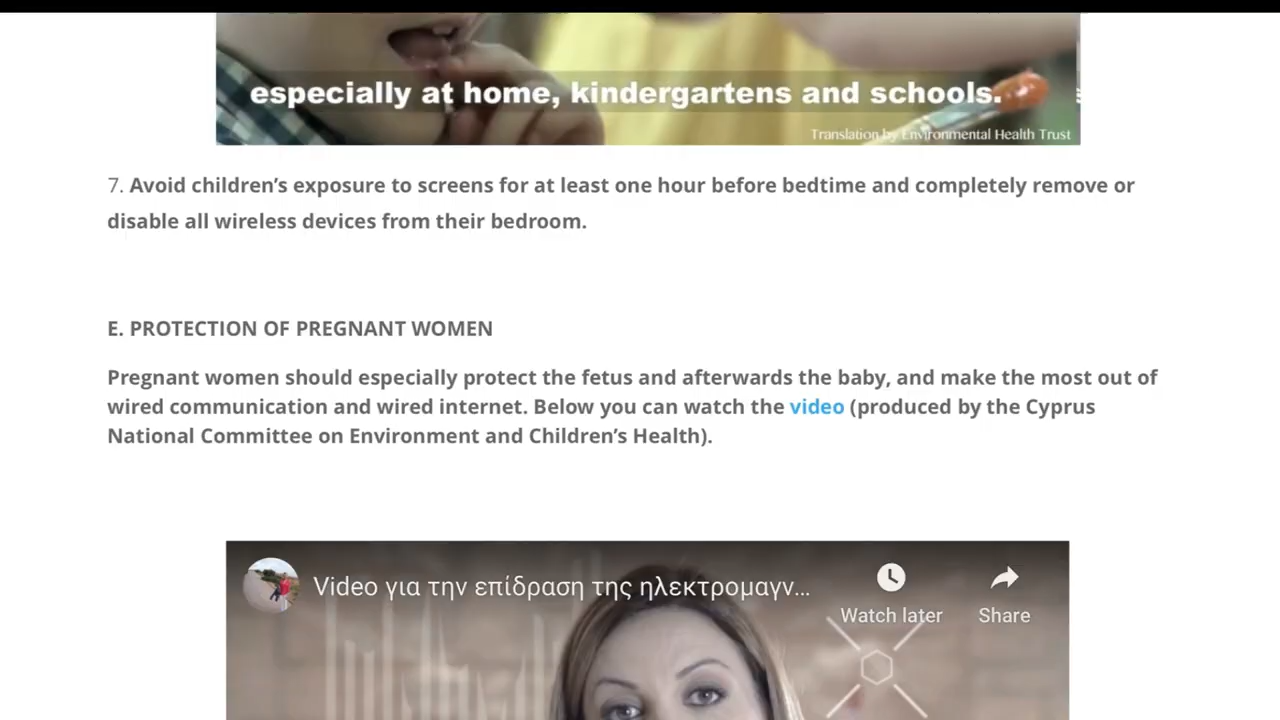 especially at home, kindergartens and schools.
Translation by Environmental Health Trust
7. Avoid children’s exposure to screens for at least one hour before bedtime and completely remove or
disable all wireless devices from their bedroom.
E. PROTECTION OF PREGNANT WOMEN
Pregnant women should especially protect the fetus and afterwards the baby, and make the most out of
wired communication and wired internet. Below you can watch the video (produced by the Cyprus
National Committee on Environment and Children’s Health).
Video για την επίδραση της ηλεκτρομαγν...
Watch later
Share